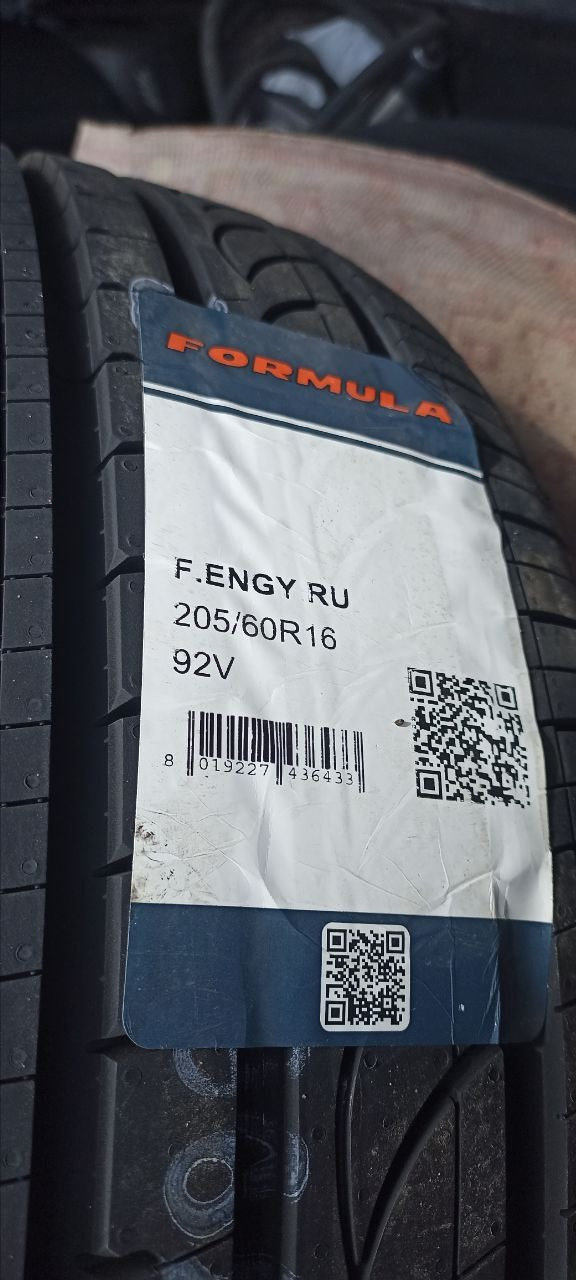 FORMULA
F.ENGY RU
205/60R16
92V
8 019227 436433